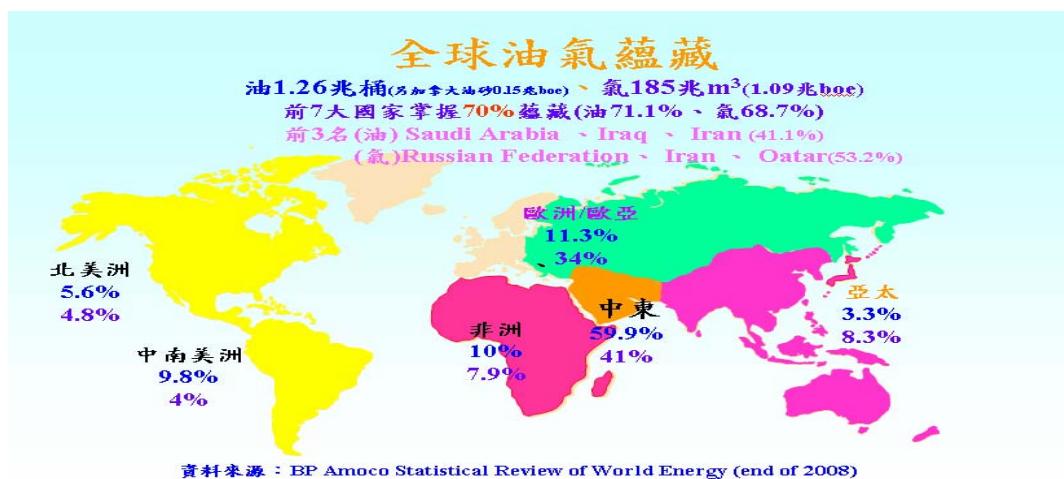 全球油氣蘊藏
油1.26兆桶(另加拿大油砂0.15兆boe)、氣185兆m³(1.09兆boe)
前7大國家掌握70%蘊藏(油71.1%、氣68.7%)
前3名(油) Saudi Arabia 、Iraq 、 Iran (41.1%)
(氣)Russian Federation、 Iran 、 Qatar(53.2%)
歐洲/歐亞
11.3%
34%
北美洲
5.6%
4.8%
中東
59.9%
41%
亞太
3.3%
8.3%
非洲
10%
7.9%
中南美洲
9.8%
4%
資料來源：BP Amoco Statistical Review of World Energy (end of 2008)